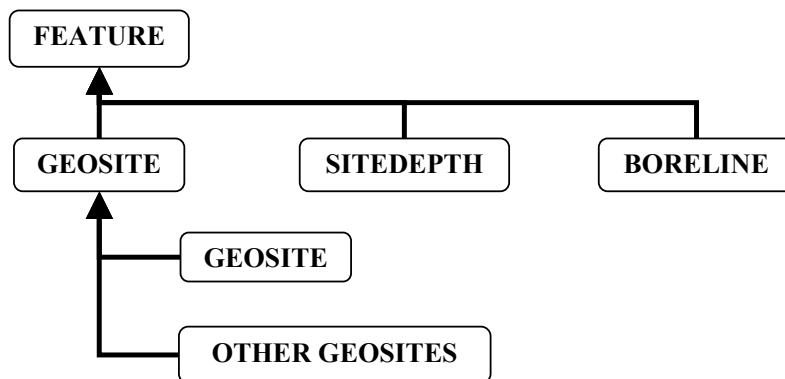 FEATURE
GEOSITE
SITEDEPTH
BORELINE
GEOSITE
OTHER GEOSITES